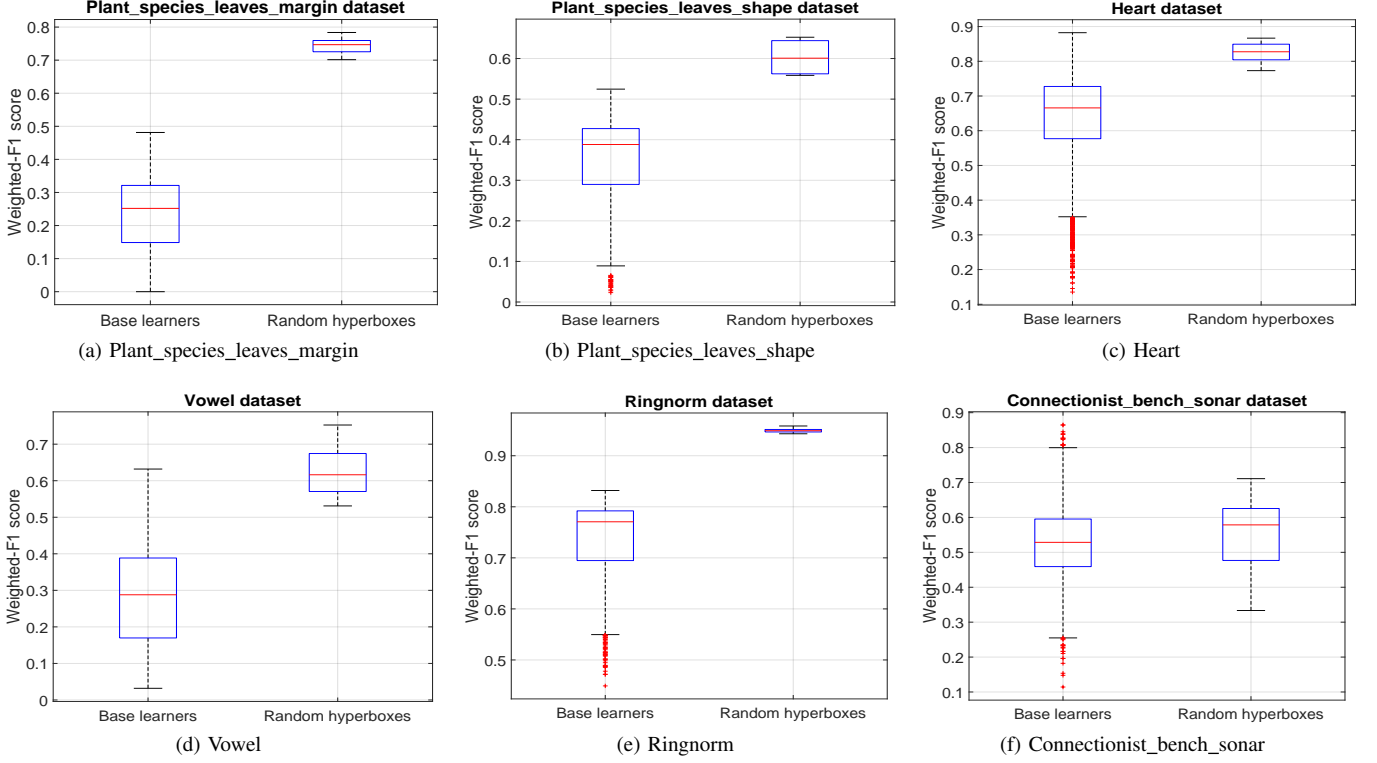 Plant_species_leaves_margin dataset
Weighted-F1 score
0.8
0.7
0.6
0.5
0.4
0.3
0.2
0.1
0
Base learners Random hyperboxes
(a) Plant_species_leaves_margin
Plant_species_leaves_shape dataset
Weighted-F1 score
0.6
0.5
0.4
0.3
0.2
0.1
0
Base learners Random hyperboxes
(b) Plant_species_leaves_shape
Heart dataset
Weighted-F1 score
0.9
0.8
0.7
0.6
0.5
0.4
0.3
0.2
0.1
Base learners Random hyperboxes
(c) Heart
Vowel dataset
Weighted-F1 score
0.7
0.6
0.5
0.4
0.3
0.2
0.1
0
Base learners Random hyperboxes
(d) Vowel
Ringnorm dataset
Weighted-F1 score
0.9
0.8
0.7
0.6
0.5
Base learners Random hyperboxes
(e) Ringnorm
Connectionist_bench_sonar dataset
Weighted-F1 score
0.9
0.8
0.7
0.6
0.5
0.4
0.3
0.2
0.1
Base learners Random hyperboxes
(f) Connectionist_bench_sonar